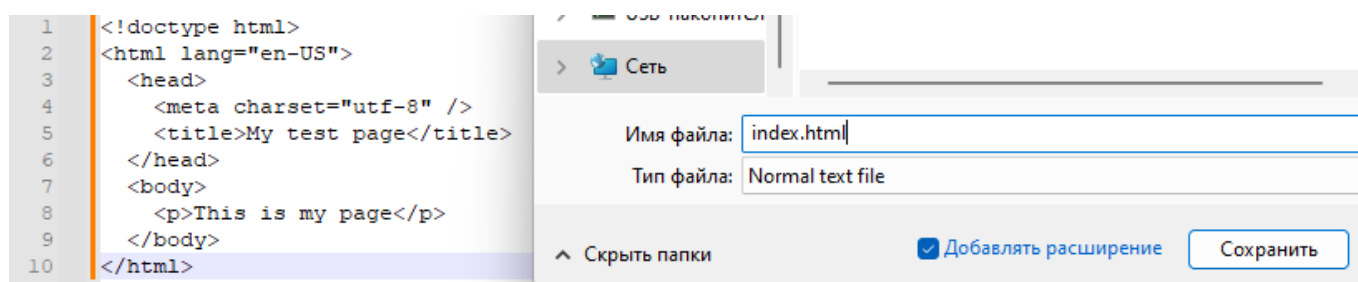 1 <!doctype html>
2 <html lang="en-US">
3 <head>
4 <meta charset="utf-8" />
5 <title>My test page</title>
6 </head>
7 <body>
8 <p>This is my page</p>
9 </body>
10 </html>
Сеть
Имя файла: index.html
Тип файла: Normal text file
Скрыть папки
Добавлять расширение
Сохранить